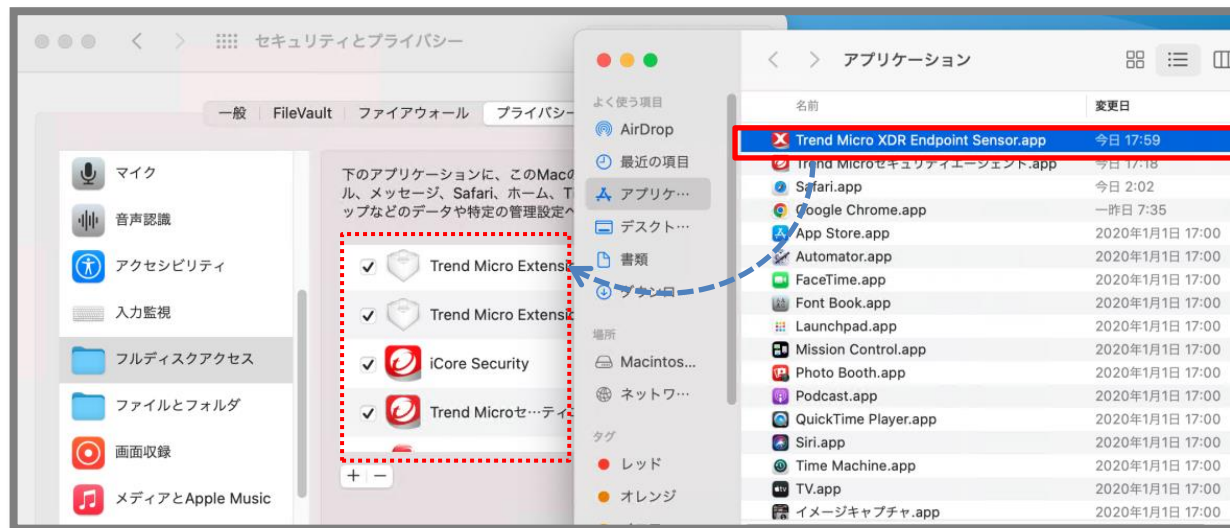 セキュリティとプライバシー
一般
FileVault
ファイアウォール
プライバシー
マイク
音声認識
アクセシビリティ
入力監視
フルディスクアクセス
ファイルとフォルダ
画面収録
メディアとApple Music
下のアプリケーションに、このMacの
ル、メッセージ、Safari、ホーム、T
ップなどのデータや特定の管理設定へ
Trend Micro Extensi
Trend Micro Extensio
iCore Security
Trend Microセ…ティ
+ −
アプリケーション
よく使う項目
AirDrop
最近の項目
アプリケ…
デスクト…
書類
ダウンロ…
場所
Macintos...
ネットワ…
タグ
レッド
オレンジ
名前 変更日
Trend Micro XDR Endpoint Sensor.app 今日 17:59
Trend Microセキュリティエージェント.app 今日 17:18
Safari.app 今日 2:02
Google Chrome.app 一昨日 7:35
App Store.app 2020年1月1日 17:00
Automator.app 2020年1月1日 17:00
FaceTime.app 2020年1月1日 17:00
Font Book.app 2020年1月1日 17:00
Launchpad.app 2020年1月1日 17:00
Mission Control.app 2020年1月1日 17:00
Photo Booth.app 2020年1月1日 17:00
Podcast.app 2020年1月1日 17:00
QuickTime Player.app 2020年1月1日 17:00
Siri.app 2020年1月1日 17:00
Time Machine.app 2020年1月1日 17:00
TV.app 2020年1月1日 17:00
イメージキャプチャ.app 2020年1月1日 17:00